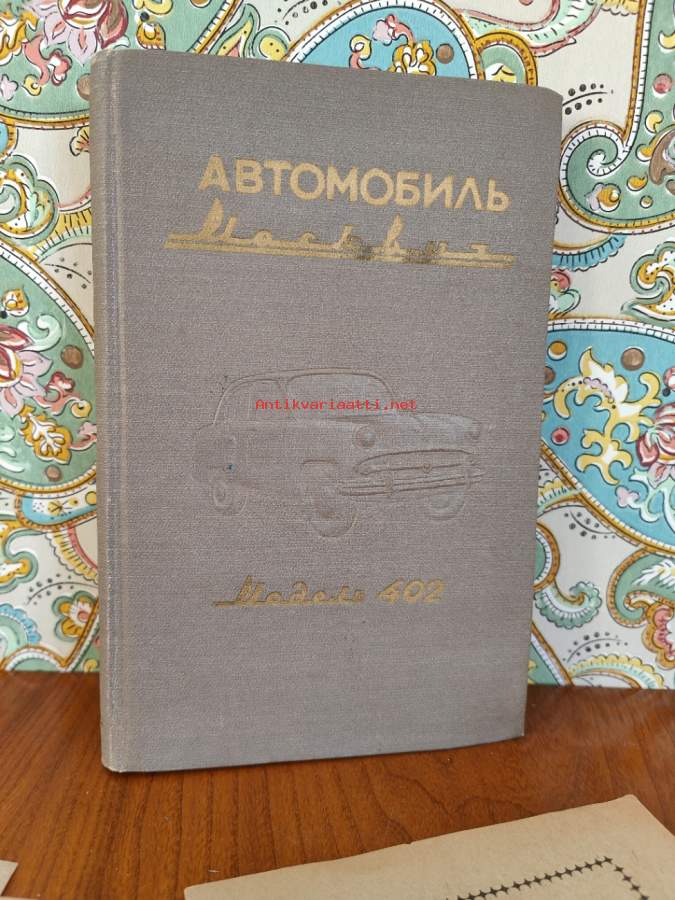 АВТОМОБИЛЬ
Москвич
Antikvariaatti.net
Модель 402